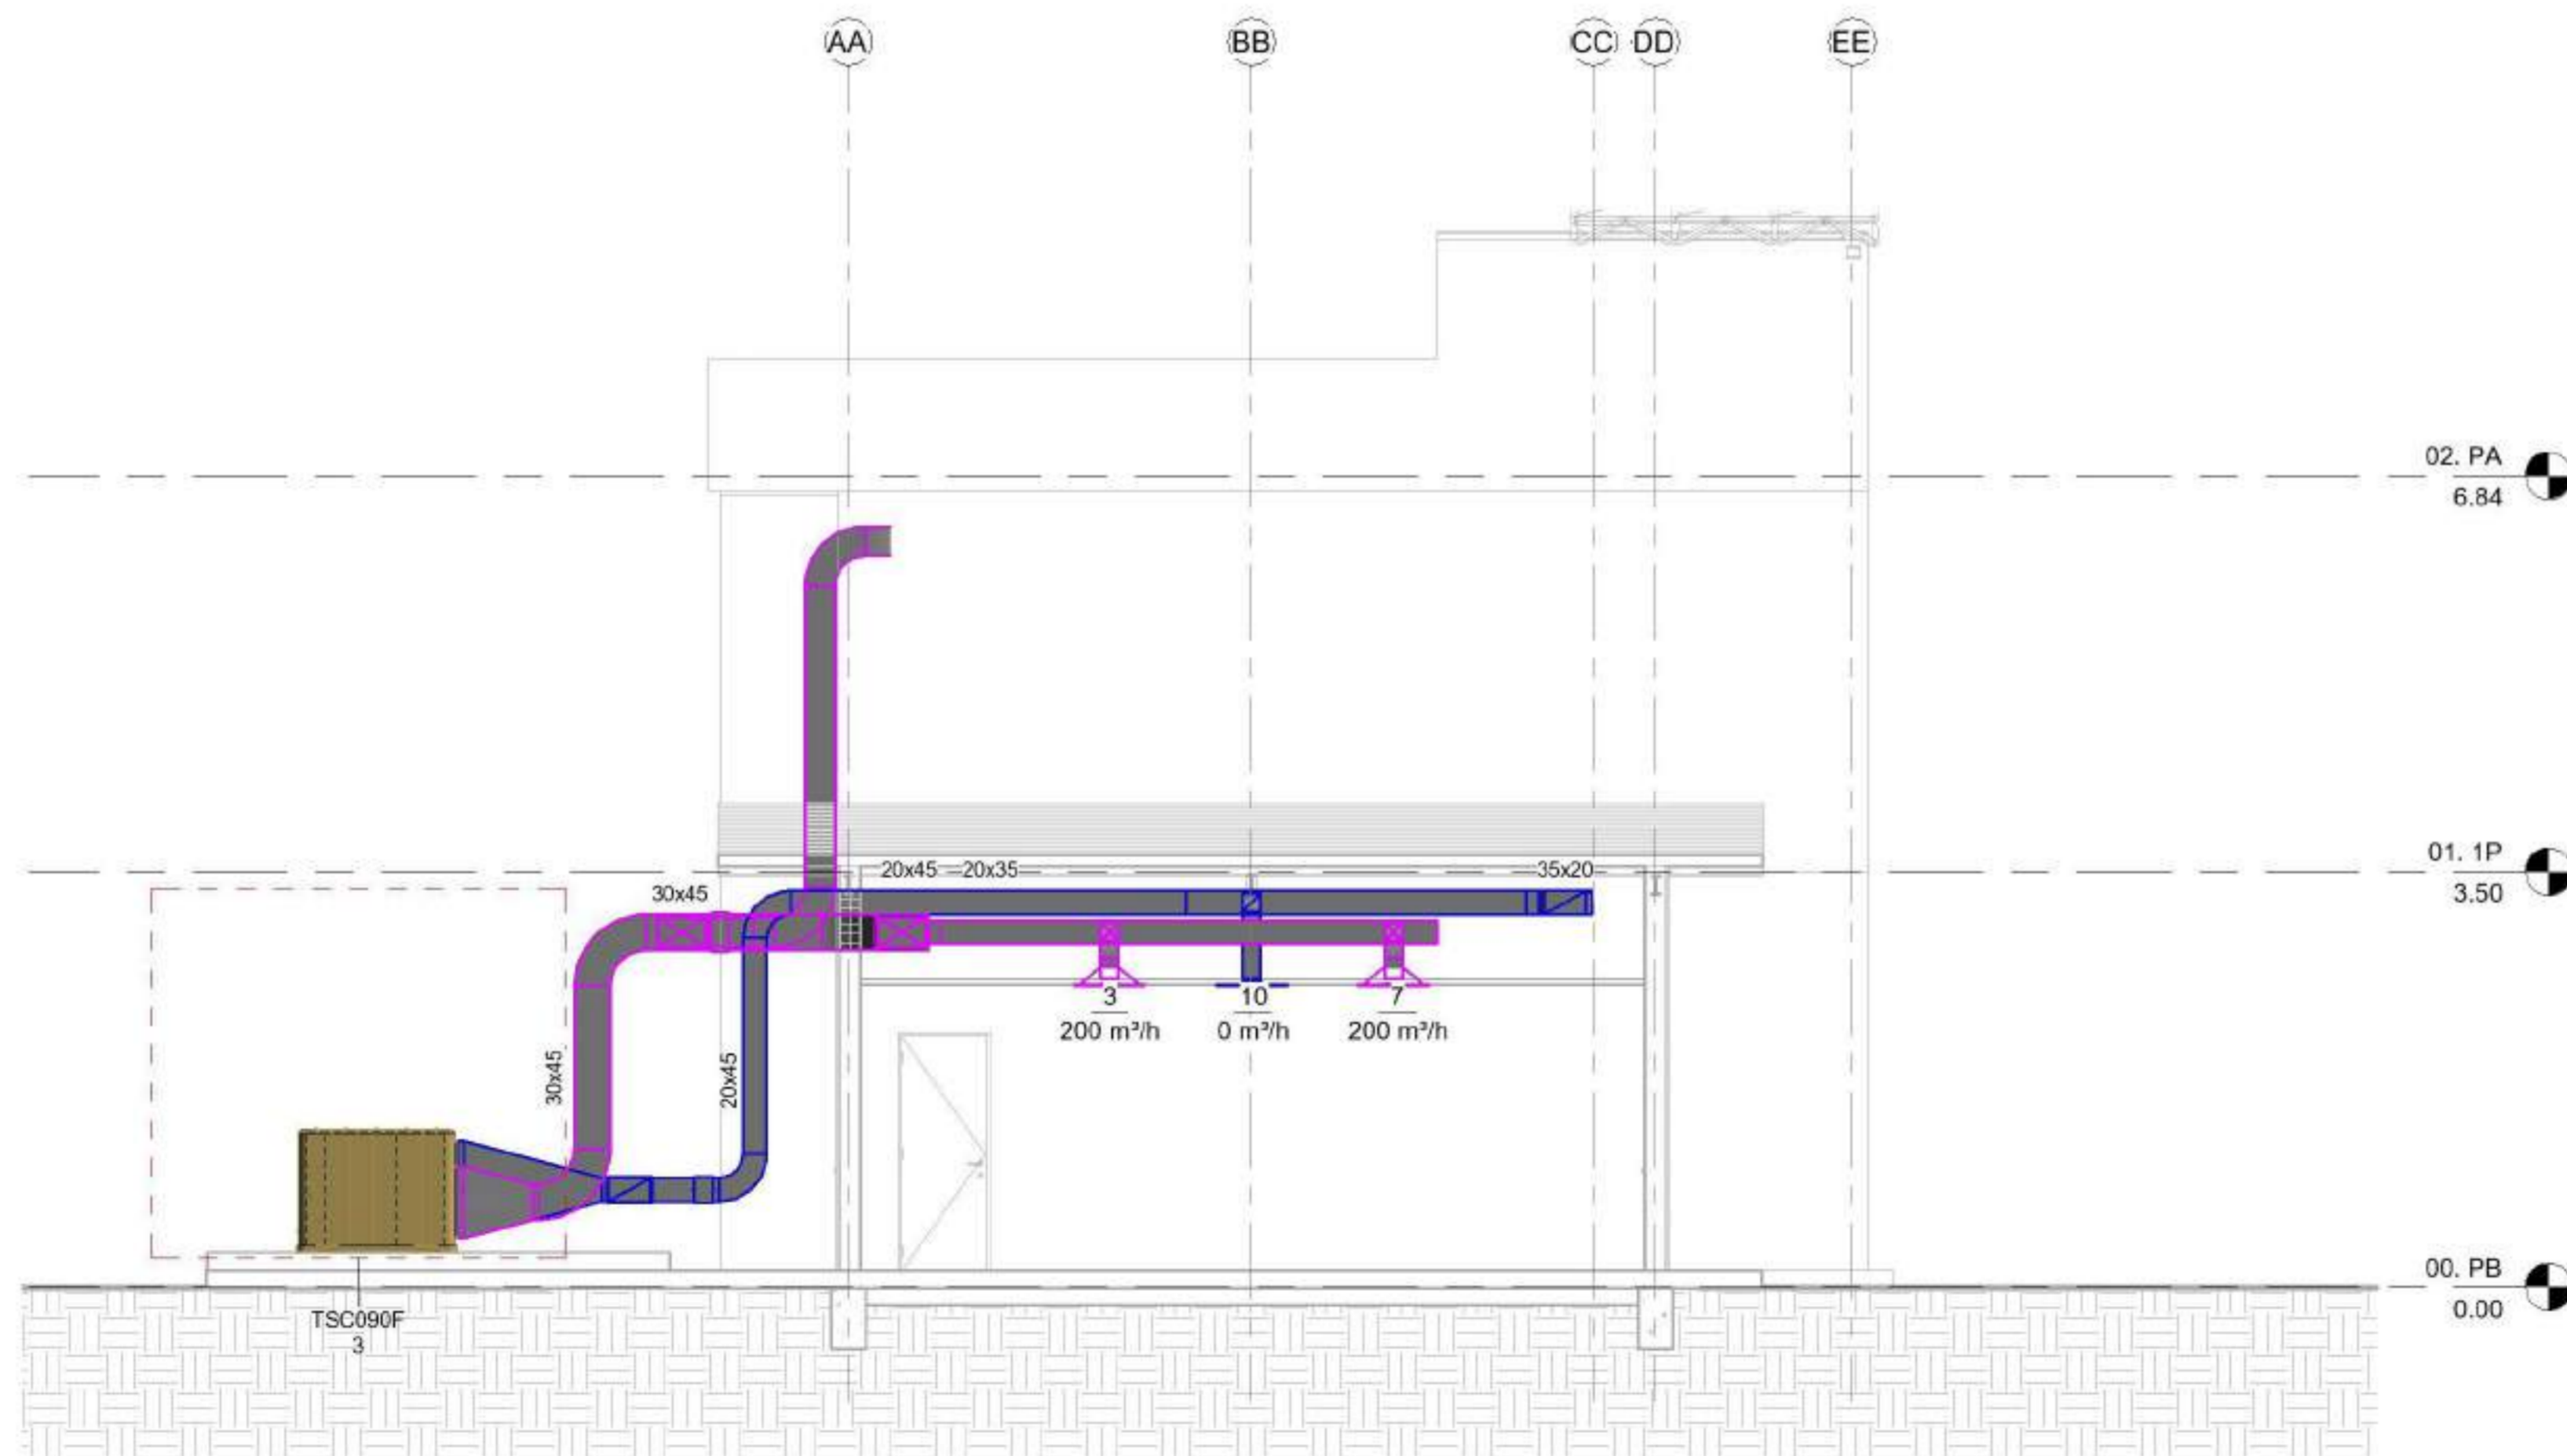 AA
BB
CC
DD
EE
02. PA
6.84
01. 1P
3.50
20x45
20x35
35x20
30x45
3
200 m³/h
10
0 m³/h
7
200 m³/h
30x45
20x45
00. PB
0.00
TSC090F
3